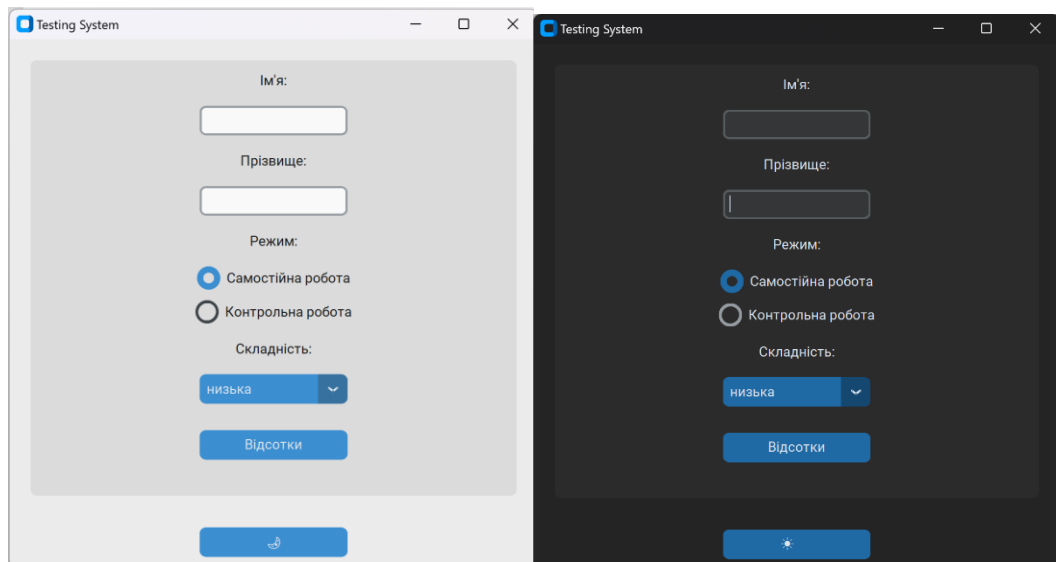 Testing System
Ім'я:
Прізвище:
Режим:
Самостійна робота
Контрольна робота
Складність:
низька
Відсотки
Testing System
Ім'я:
Прізвище:
Режим:
Самостійна робота
Контрольна робота
Складність:
низька
Відсотки